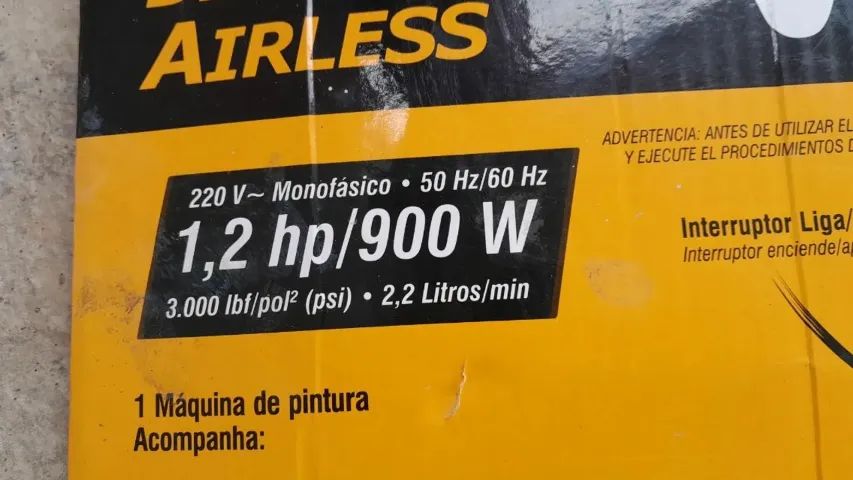 AIRLESS
ADVERTENCIA: ANTES DE UTILIZAR EL
Y EJECUTE EL PROCEDIMIENTOS
220 V~ Monofásico • 50 Hz/60 Hz
1,2 hp/900 W
3.000 lbf/pol² (psi) • 2,2 Litros/min
Interruptor Liga/
Interruptor enciende/
1 Máquina de pintura
Acompanha: